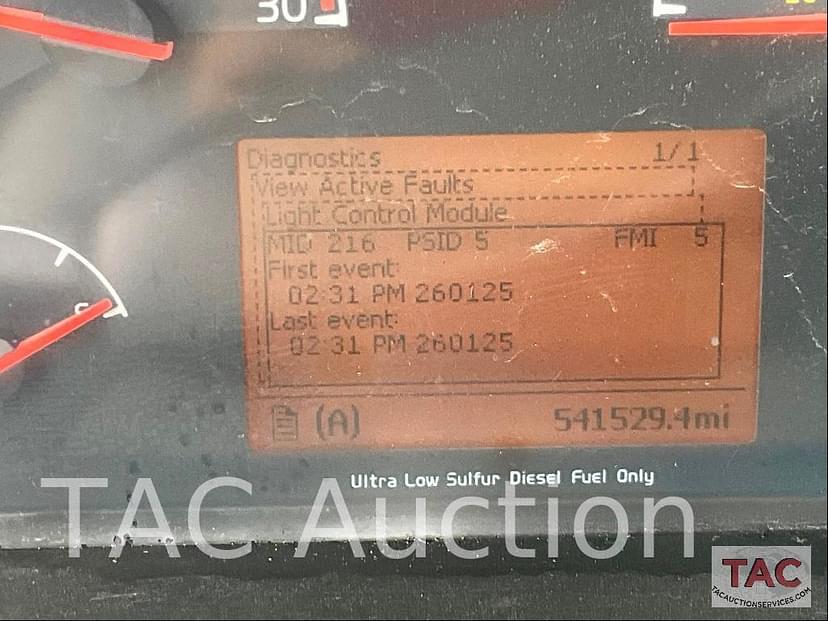 30
Diagnostics 1/1
View Active Faults
Light Control Module
MID 216 PSID 5 FMI 5
First event:
02:31 PM 260125
Last event:
02:31 PM 260125
(A) 541529.4mi
Ultra Low Sulfur Diesel Fuel Only
TAC Auction
TAC
TACAUCTIONSERVICES.COM